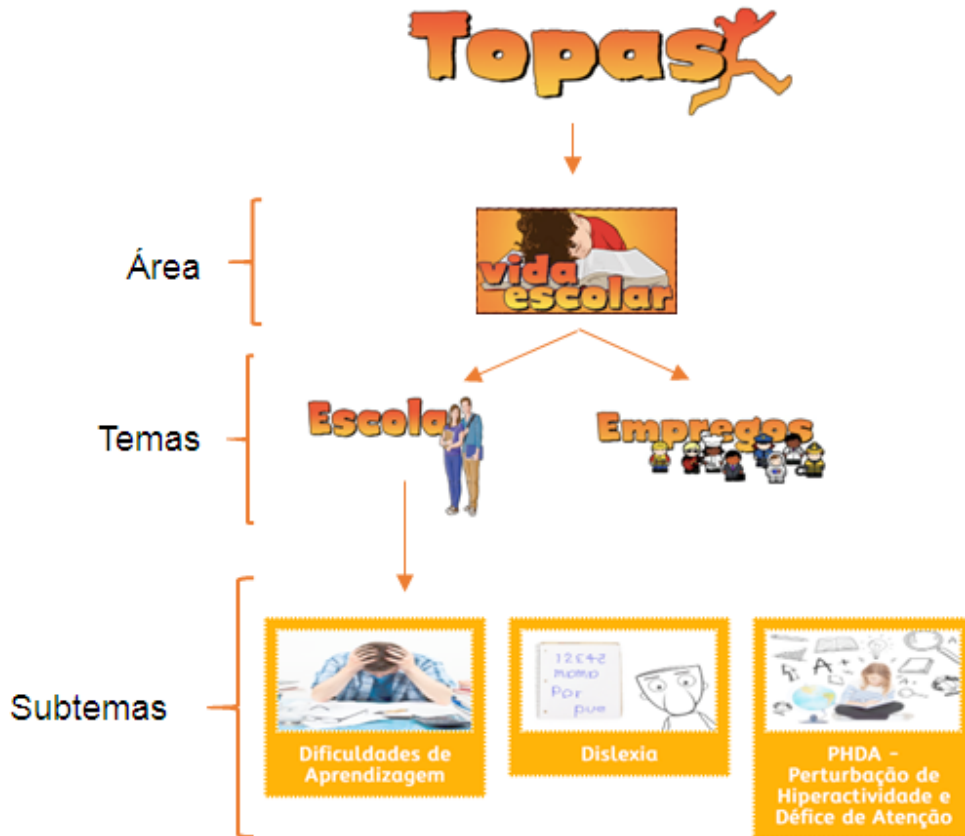 Topas
Área
vida
escolar
Temas
Escola
Empregos
Subtemas
12345
momo
Por
pue
A+
Dificuldades de
Aprendizagem
Dislexia
PHDA –
Perturbação de
Hiperactividade e
Défice de Atenção